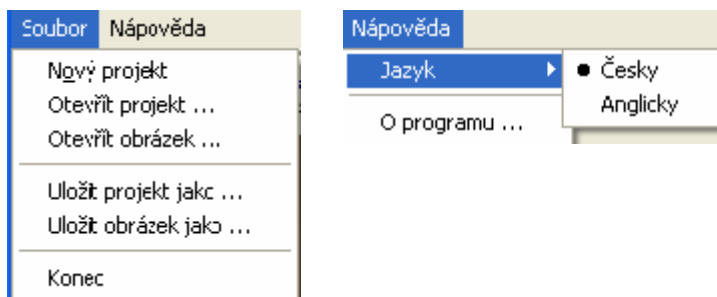 Soubor Nápověda
Nový projekt
Otevřít projekt ...
Otevřít obrázek ...
Uložit projekt jako ...
Uložit obrázek jako ...
Konec
Nápověda
Jazyk
Česky
Anglicky
O programu ...